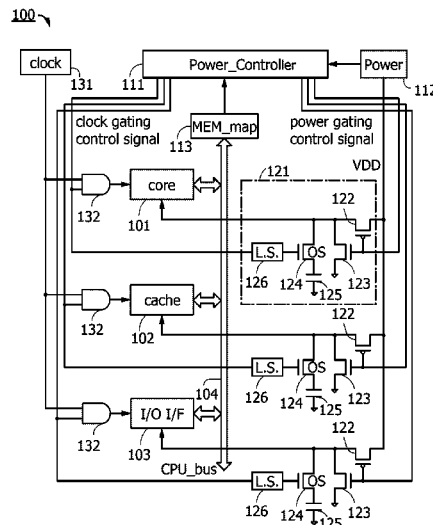 100
clock
131
Power_Controller
111
Power
112
clock gating
control signal
MEM_map
113
power gating
control signal
VDD
121
122
132
core
101
L.S.
126
OS
124
125
123
132
cache
102
122
L.S.
126
OS
124
125
123
104
132
I/O I/F
103
CPU_bus
122
L.S.
126
OS
124
125
123